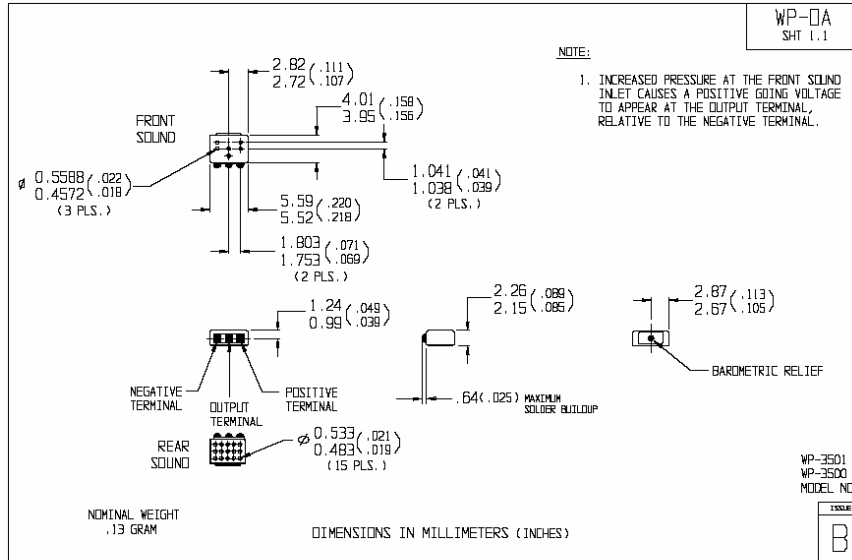 WP-0A
SHT 1.1
NOTE:
1. INCREASED PRESSURE AT THE FRONT SOUND
INLET CAUSES A POSITIVE GOING VOLTAGE
TO APPEAR AT THE OUTPUT TERMINAL,
RELATIVE TO THE NEGATIVE TERMINAL.
2.82 (.111)
2.72 (.107)
4.01 (.158)
3.95 (.156)
FRONT
SOUND
ø 0.5588 (.022)
0.4572 (.018)
(3 PLS.)
1.041 (.041)
1.038 (.039)
(2 PLS.)
5.59 (.220)
5.52 (.218)
1.803 (.071)
1.753 (.069)
(2 PLS.)
1.24 (.049)
0.99 (.039)
2.26 (.089)
2.15 (.085)
2.87 (.113)
2.67 (.105)
NEGATIVE
TERMINAL
OUTPUT
TERMINAL
POSITIVE
TERMINAL
.64(.025) MAXIMUM
SOLDER BUILDUP
BAROMETRIC RELIEF
REAR
SOUND
ø 0.533 (.021)
0.483 (.019)
(15 PLS.)
NOMINAL WEIGHT
.13 GRAM
DIMENSIONS IN MILLIMETERS (INCHES)
WP-3501
WP-3500
MODEL NO
ISSUE
B